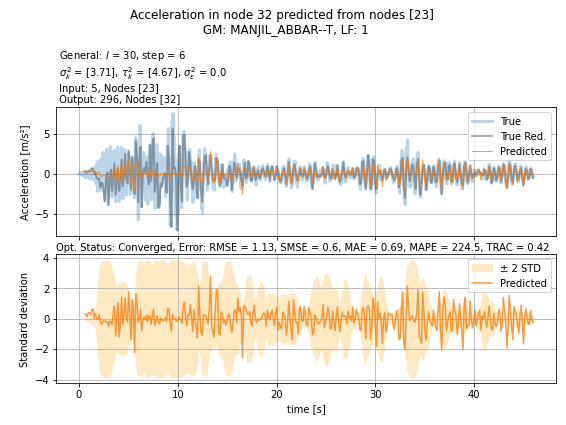 Acceleration in node 32 predicted from nodes [23]
GM: MANJIL_ABBAR--T, LF: 1
General: l = 30, step = 6
σ²ₖ = [3.71], τ²ₖ = [4.67], σ²ε = 0.0
Input: 5, Nodes [23]
Output: 296, Nodes [32]
Acceleration [m/s²]
5
0
−5
True
True Red.
Predicted
Opt. Status: Converged, Error: RMSE = 1.13, SMSE = 0.6, MAE = 0.69, MAPE = 224.5, TRAC = 0.42
Standard deviation
4
2
0
−2
−4
± 2 STD
Predicted
0 10 20 30 40
time [s]